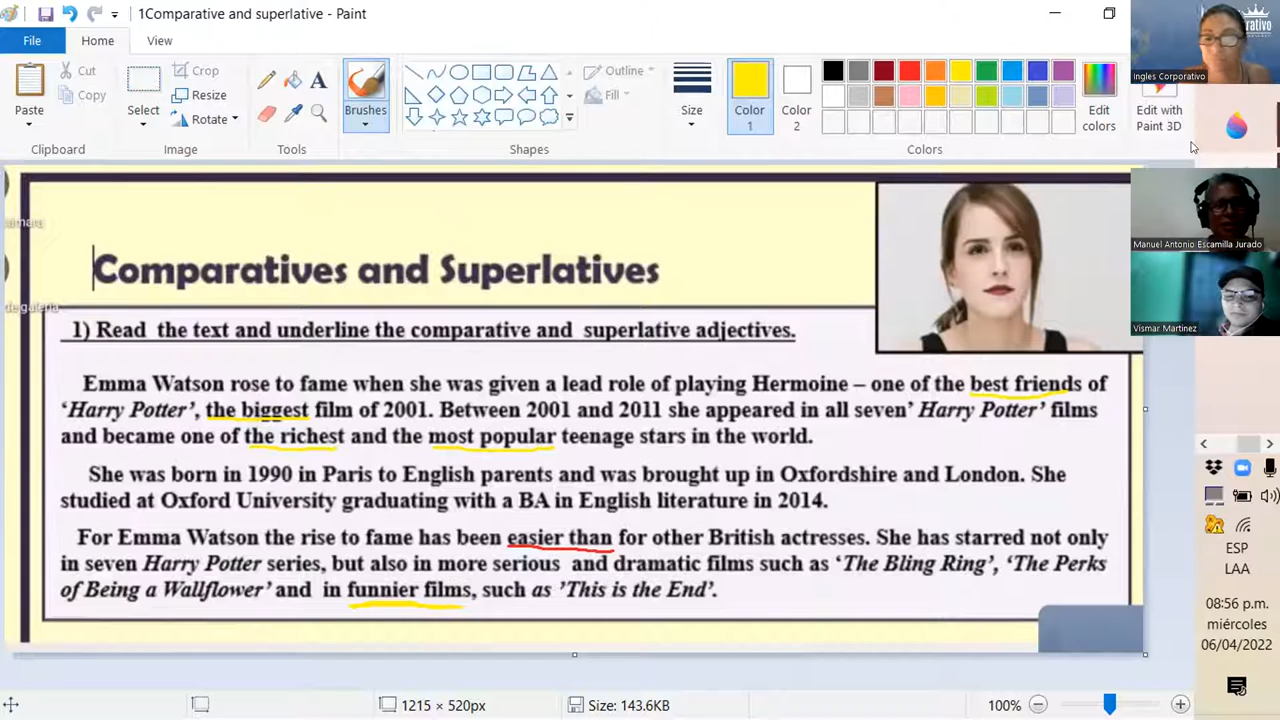 1Comparative and superlative - Paint
File
Home
View
Paste
Cut
Copy
Clipboard
Select
Crop
Resize
Rotate
Image
Tools
Brushes
Outline
Fill
Shapes
Size
Color 1
Color 2
Edit colors
Edit with Paint 3D
Colors
Ingles Corporativo
Manuel Antonio Escamilla Jurado
Vismar Martinez
de galería
Comparatives and Superlatives
1) Read the text and underline the comparative and superlative adjectives.
Emma Watson rose to fame when she was given a lead role of playing Hermoine – one of the best friends of
‘Harry Potter’, the biggest film of 2001. Between 2001 and 2011 she appeared in all seven’ Harry Potter’ films
and became one of the richest and the most popular teenage stars in the world.
She was born in 1990 in Paris to English parents and was brought up in Oxfordshire and London. She
studied at Oxford University graduating with a BA in English literature in 2014.
For Emma Watson the rise to fame has been easier than for other British actresses. She has starred not only
in seven Harry Potter series, but also in more serious and dramatic films such as ‘The Bling Ring’, ‘The Perks
of Being a Wallflower’ and in funnier films, such as ’This is the End’.
ESP
LAA
08:56 p.m.
miércoles
06/04/2022
1215 × 520px
Size: 143.6KB
100%